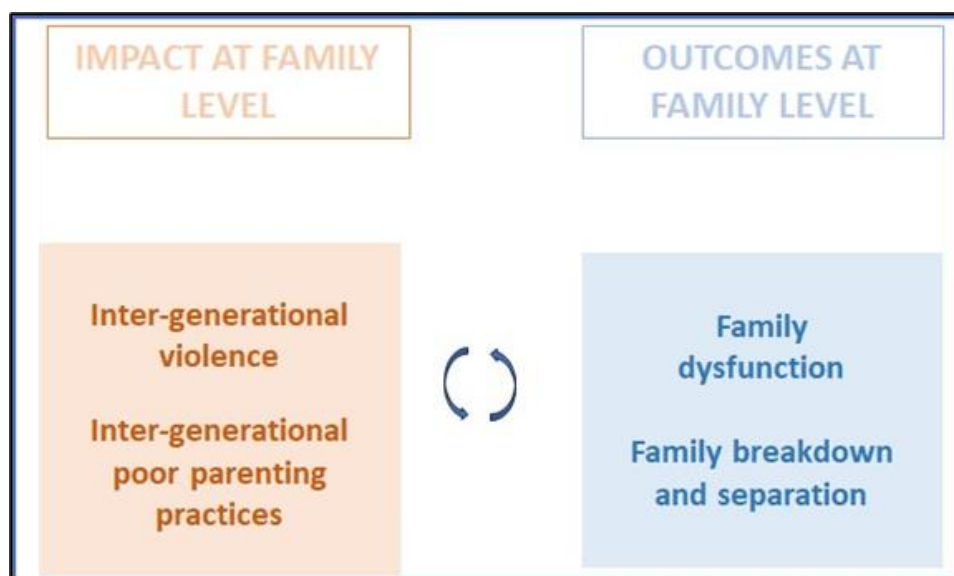 IMPACT AT FAMILY
LEVEL
OUTCOMES AT
FAMILY LEVEL
Inter-generational
violence
Inter-generational
poor parenting
practices
Family
dysfunction
Family breakdown
and separation